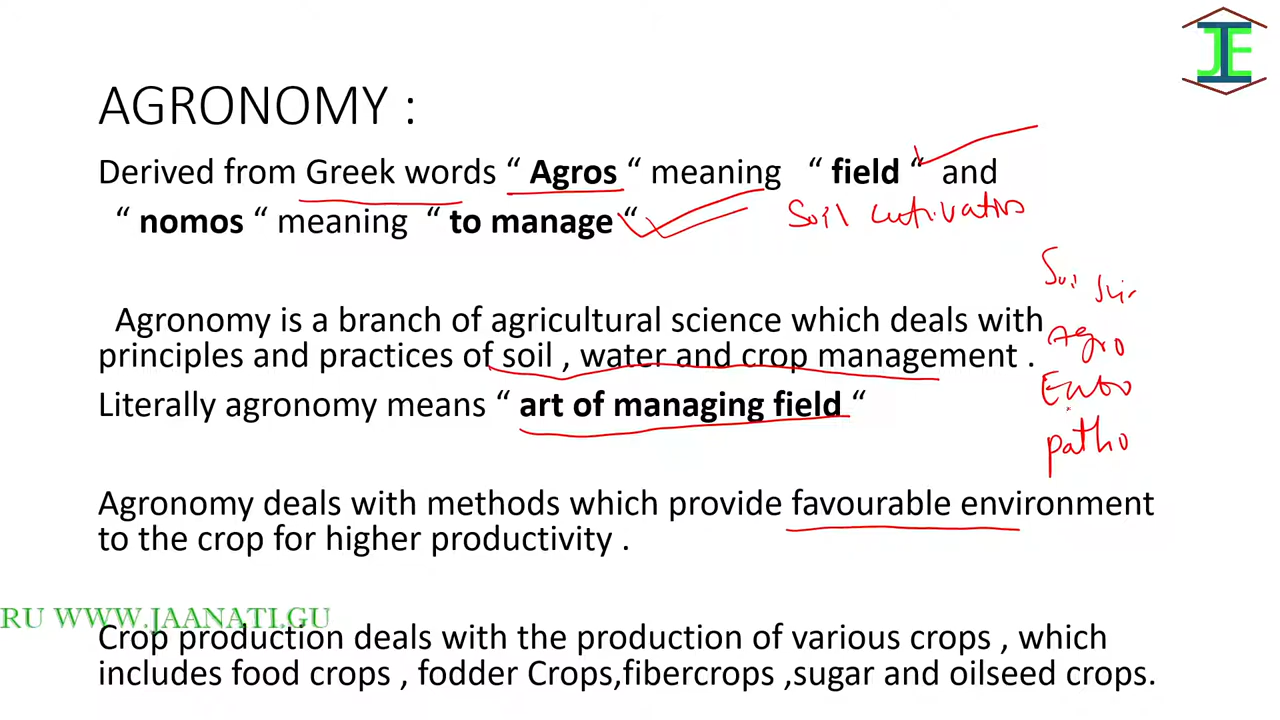 JE
AGRONOMY :
Derived from Greek words “ Agros “ meaning “ field “ and
“ nomos “ meaning “ to manage “
Soil
Agronomy is a branch of agricultural science which deals with
principles and practices of soil , water and crop management .
Agro
Literally agronomy means “ art of managing field “
Ento
patho
Agronomy deals with methods which provide favourable environment
to the crop for higher productivity .
RU WWW.JAANATI.GU
Crop production deals with the production of various crops , which
includes food crops , fodder Crops,fibercrops ,sugar and oilseed crops.